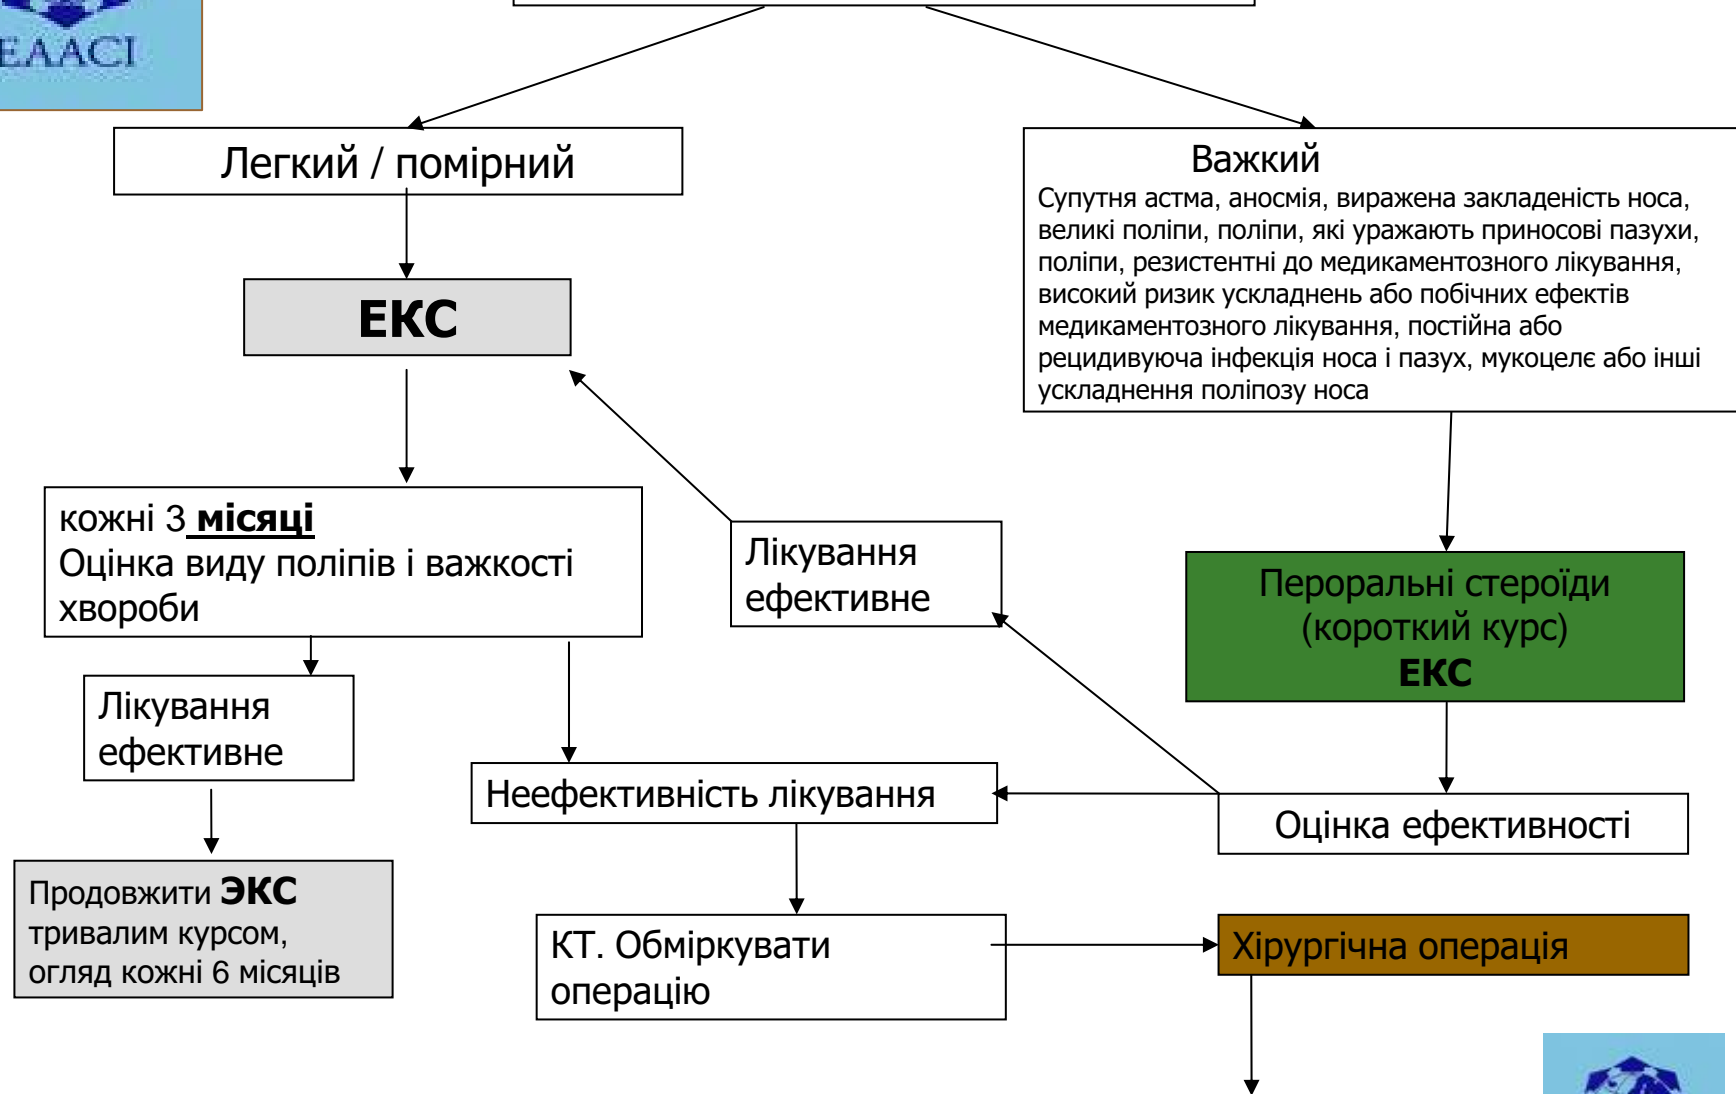 EAACI
Легкий / помірний
Важкий
Супутня астма, аносмія, виражена закладеність носа,
великі поліпи, поліпи, які уражають приносові пазухи,
поліпи, резистентні до медикаментозного лікування,
високий ризик ускладнень або побічних ефектів
медикаментозного лікування, постійна або
рецидивуюча інфекція носа і пазух, мукоцелє або інші
ускладнення поліпозу носа
ЕКС
кожні 3 місяці
Оцінка виду поліпів і важкості
хвороби
Лікування
ефективне
Пероральні стероїди
(короткий курс)
ЕКС
Лікування
ефективне
Неефективність лікування
Оцінка ефективності
Продовжити ЭКС
тривалим курсом,
огляд кожні 6 місяців
КТ. Обміркувати
операцію
Хірургічна операція